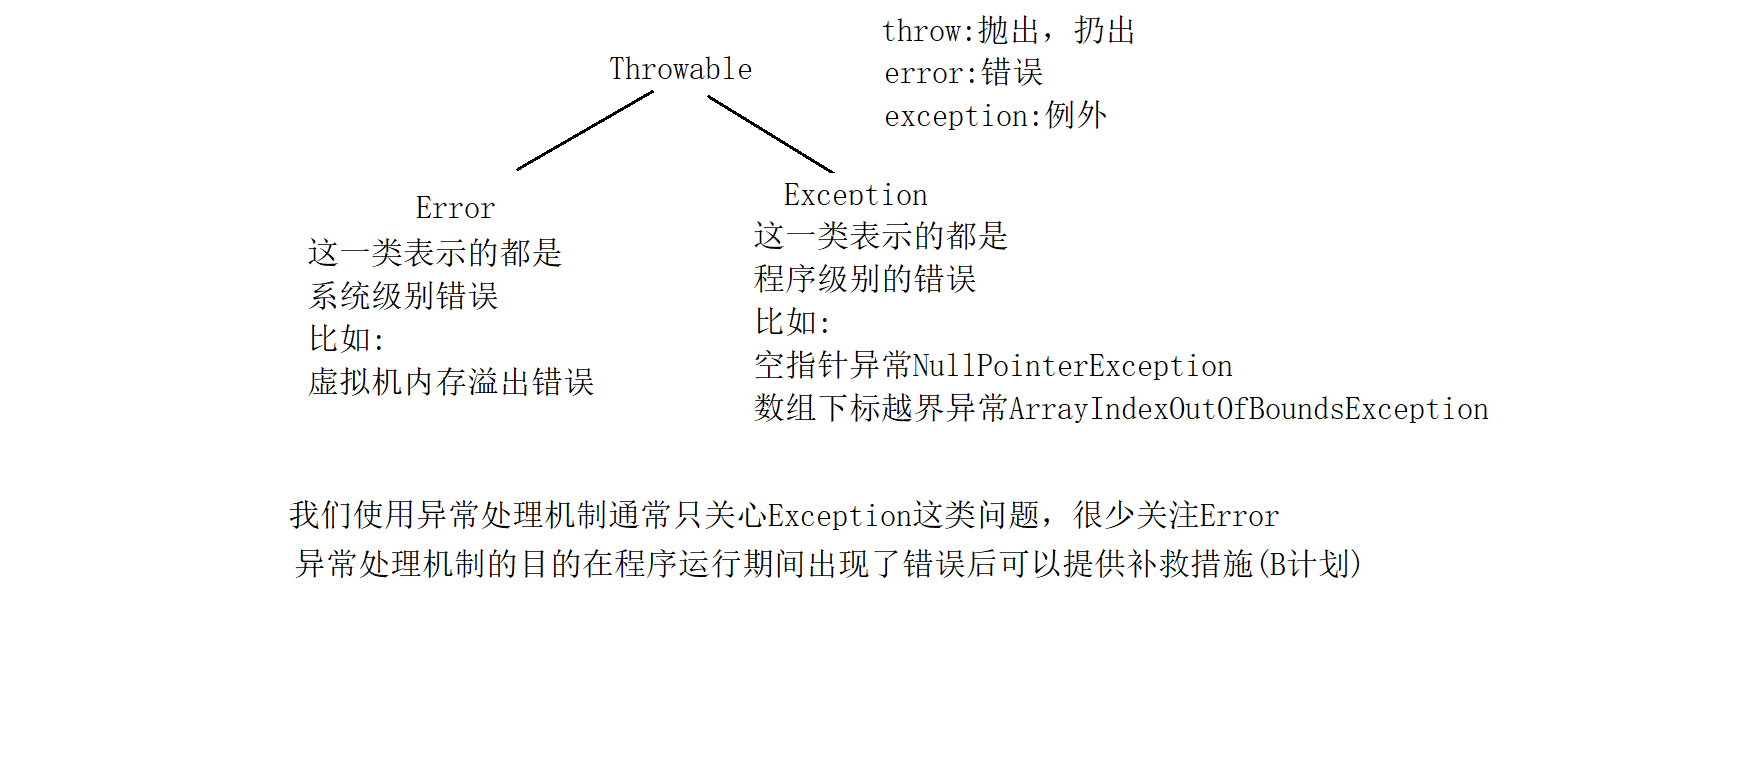 throw:抛出，扔出
Throwable
error:错误
exception:例外
Error
这一类表示的都是
系统级别错误
比如:
虚拟机内存溢出错误
Exception
这一类表示的都是
程序级别的错误
比如:
空指针异常NullPointerException
数组下标越界异常ArrayIndexOutOfBoundsException
我们使用异常处理机制通常只关心Exception这类问题，很少关注Error
异常处理机制的目的在程序运行期间出现了错误后可以提供补救措施(B计划)